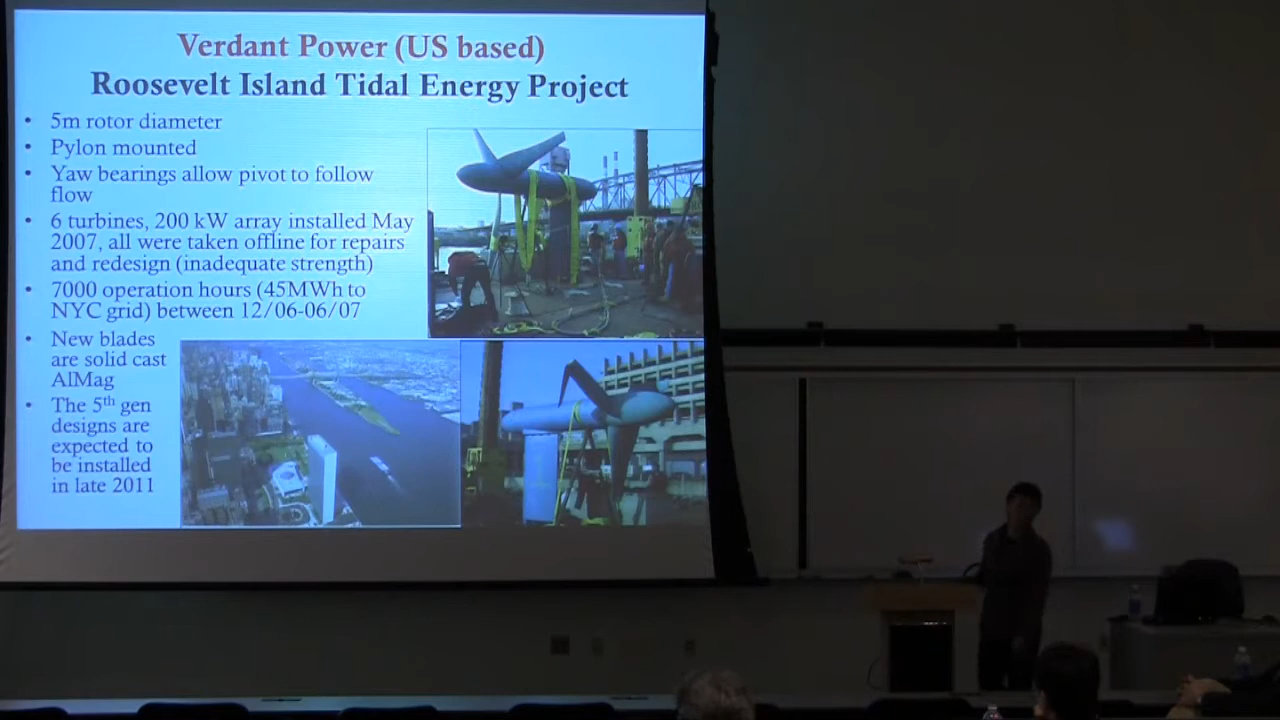 Verdant Power (US based)
Roosevelt Island Tidal Energy Project
• 5m rotor diameter
• Pylon mounted
• Yaw bearings allow pivot to follow
flow
• 6 turbines, 200 kW array installed May
2007, all were taken offline for repairs
and redesign (inadequate strength)
• 7000 operation hours (45MWh to
NYC grid) between 12/06-06/07
• New blades
are solid cast
AlMag
• The 5th gen
designs are
expected to
be installed
in late 2011